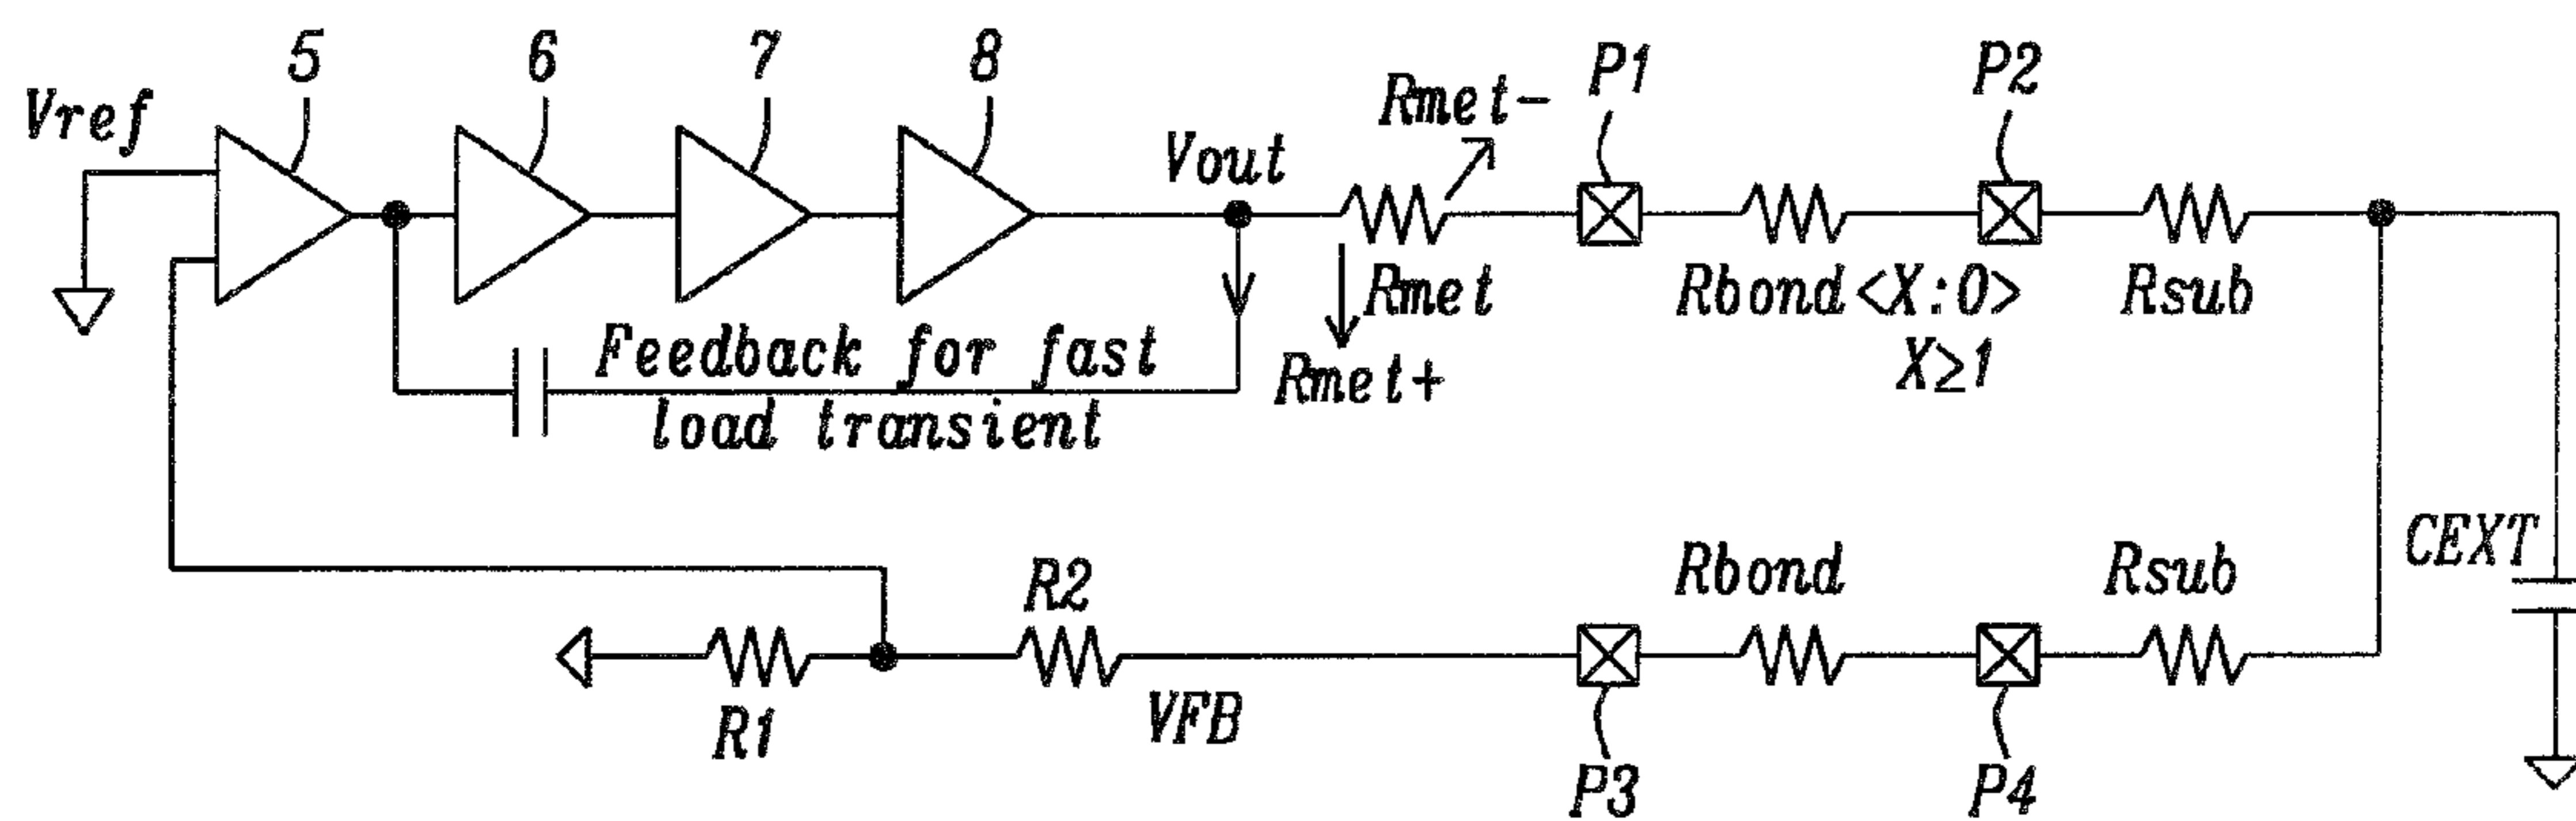 5
6
7
8
Vref
Vout
Rmet-
P1
P2
Rmet
Rmet+
Rbond<X:0>
X≥1
Rsub
Feedback for fast
load transient
CEXT
R2
Rbond
Rsub
R1
VFB
P3
P4